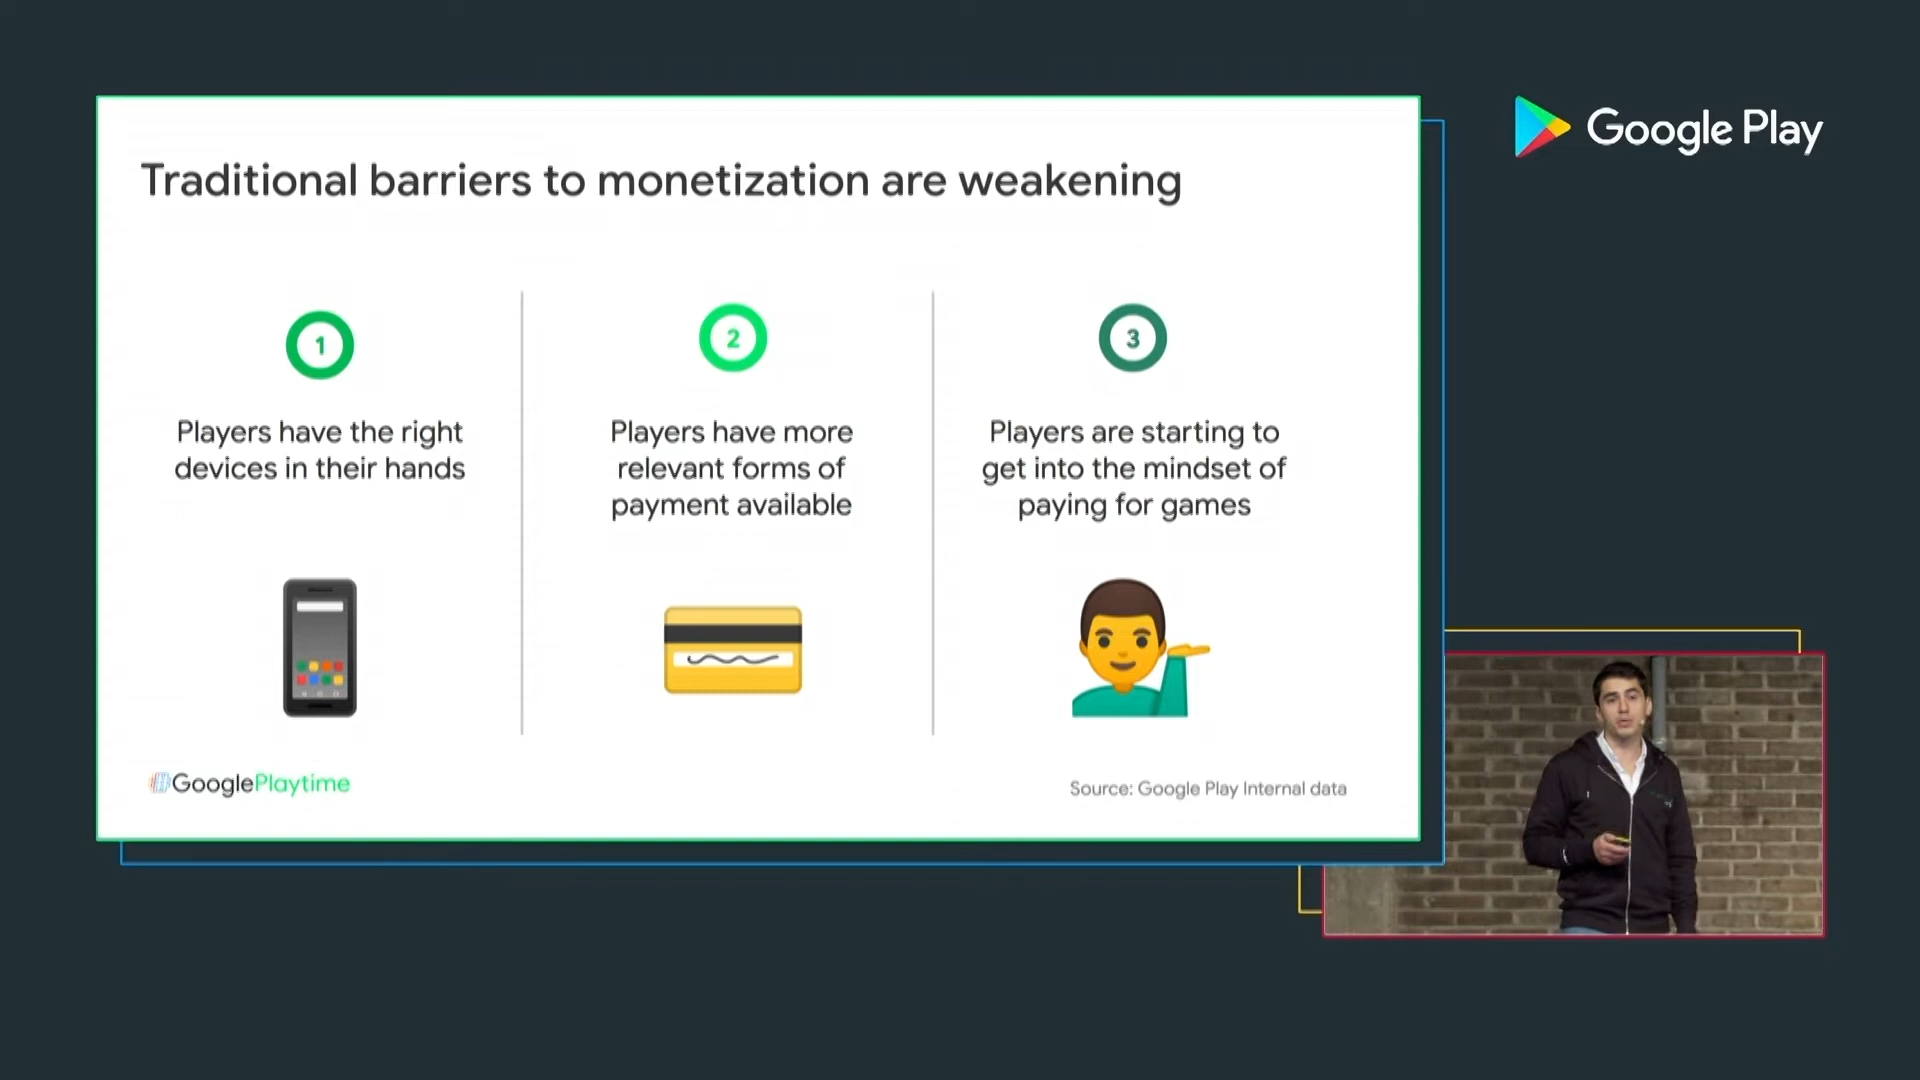 Google Play
Traditional barriers to monetization are weakening
1
Players have the right
devices in their hands
2
Players have more
relevant forms of
payment available
3
Players are starting to
get into the mindset of
paying for games
GooglePlaytime
Source: Google Play Internal data